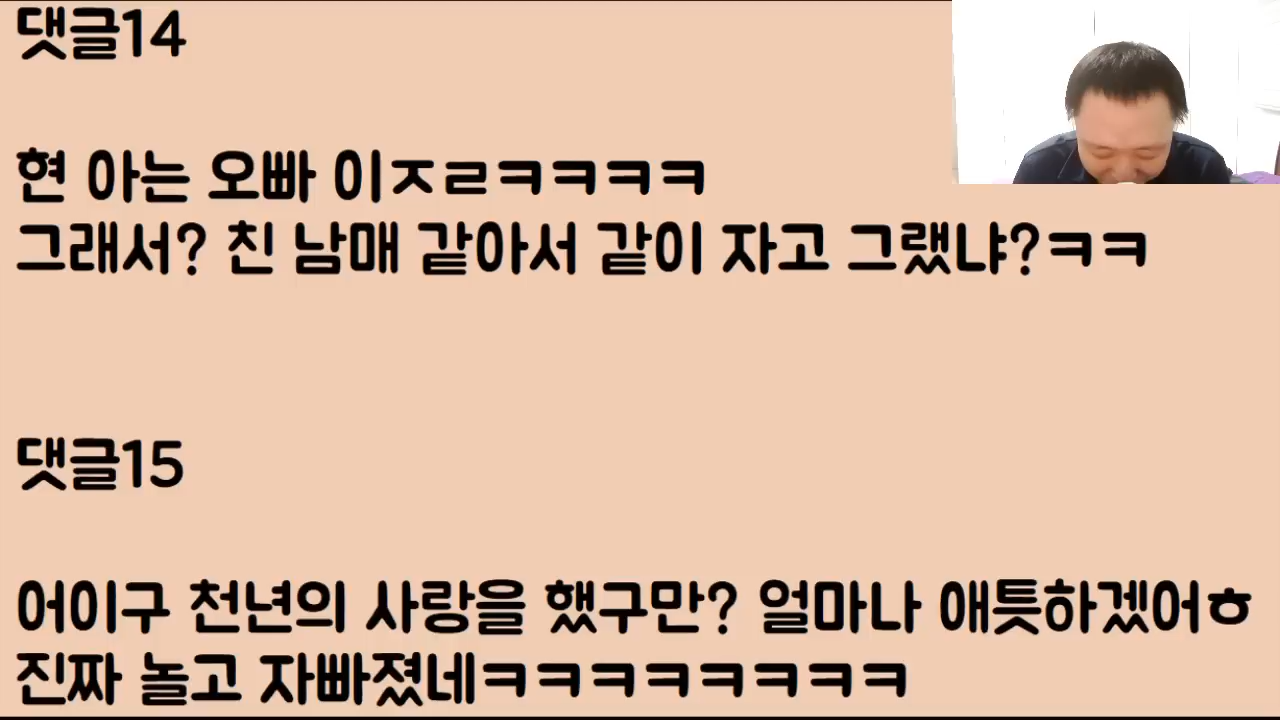 댓글14
현 아는 오빠 이ㅈㄹㅋㅋㅋㅋ
그래서? 친 남매 같아서 같이 자고 그랬냐?ㅋㅋ
댓글15
어이구 천년의 사랑을 했구만? 얼마나 애틋하겠어ㅎ
진짜 놀고 자빠졌네ㅋㅋㅋㅋㅋㅋㅋㅋ